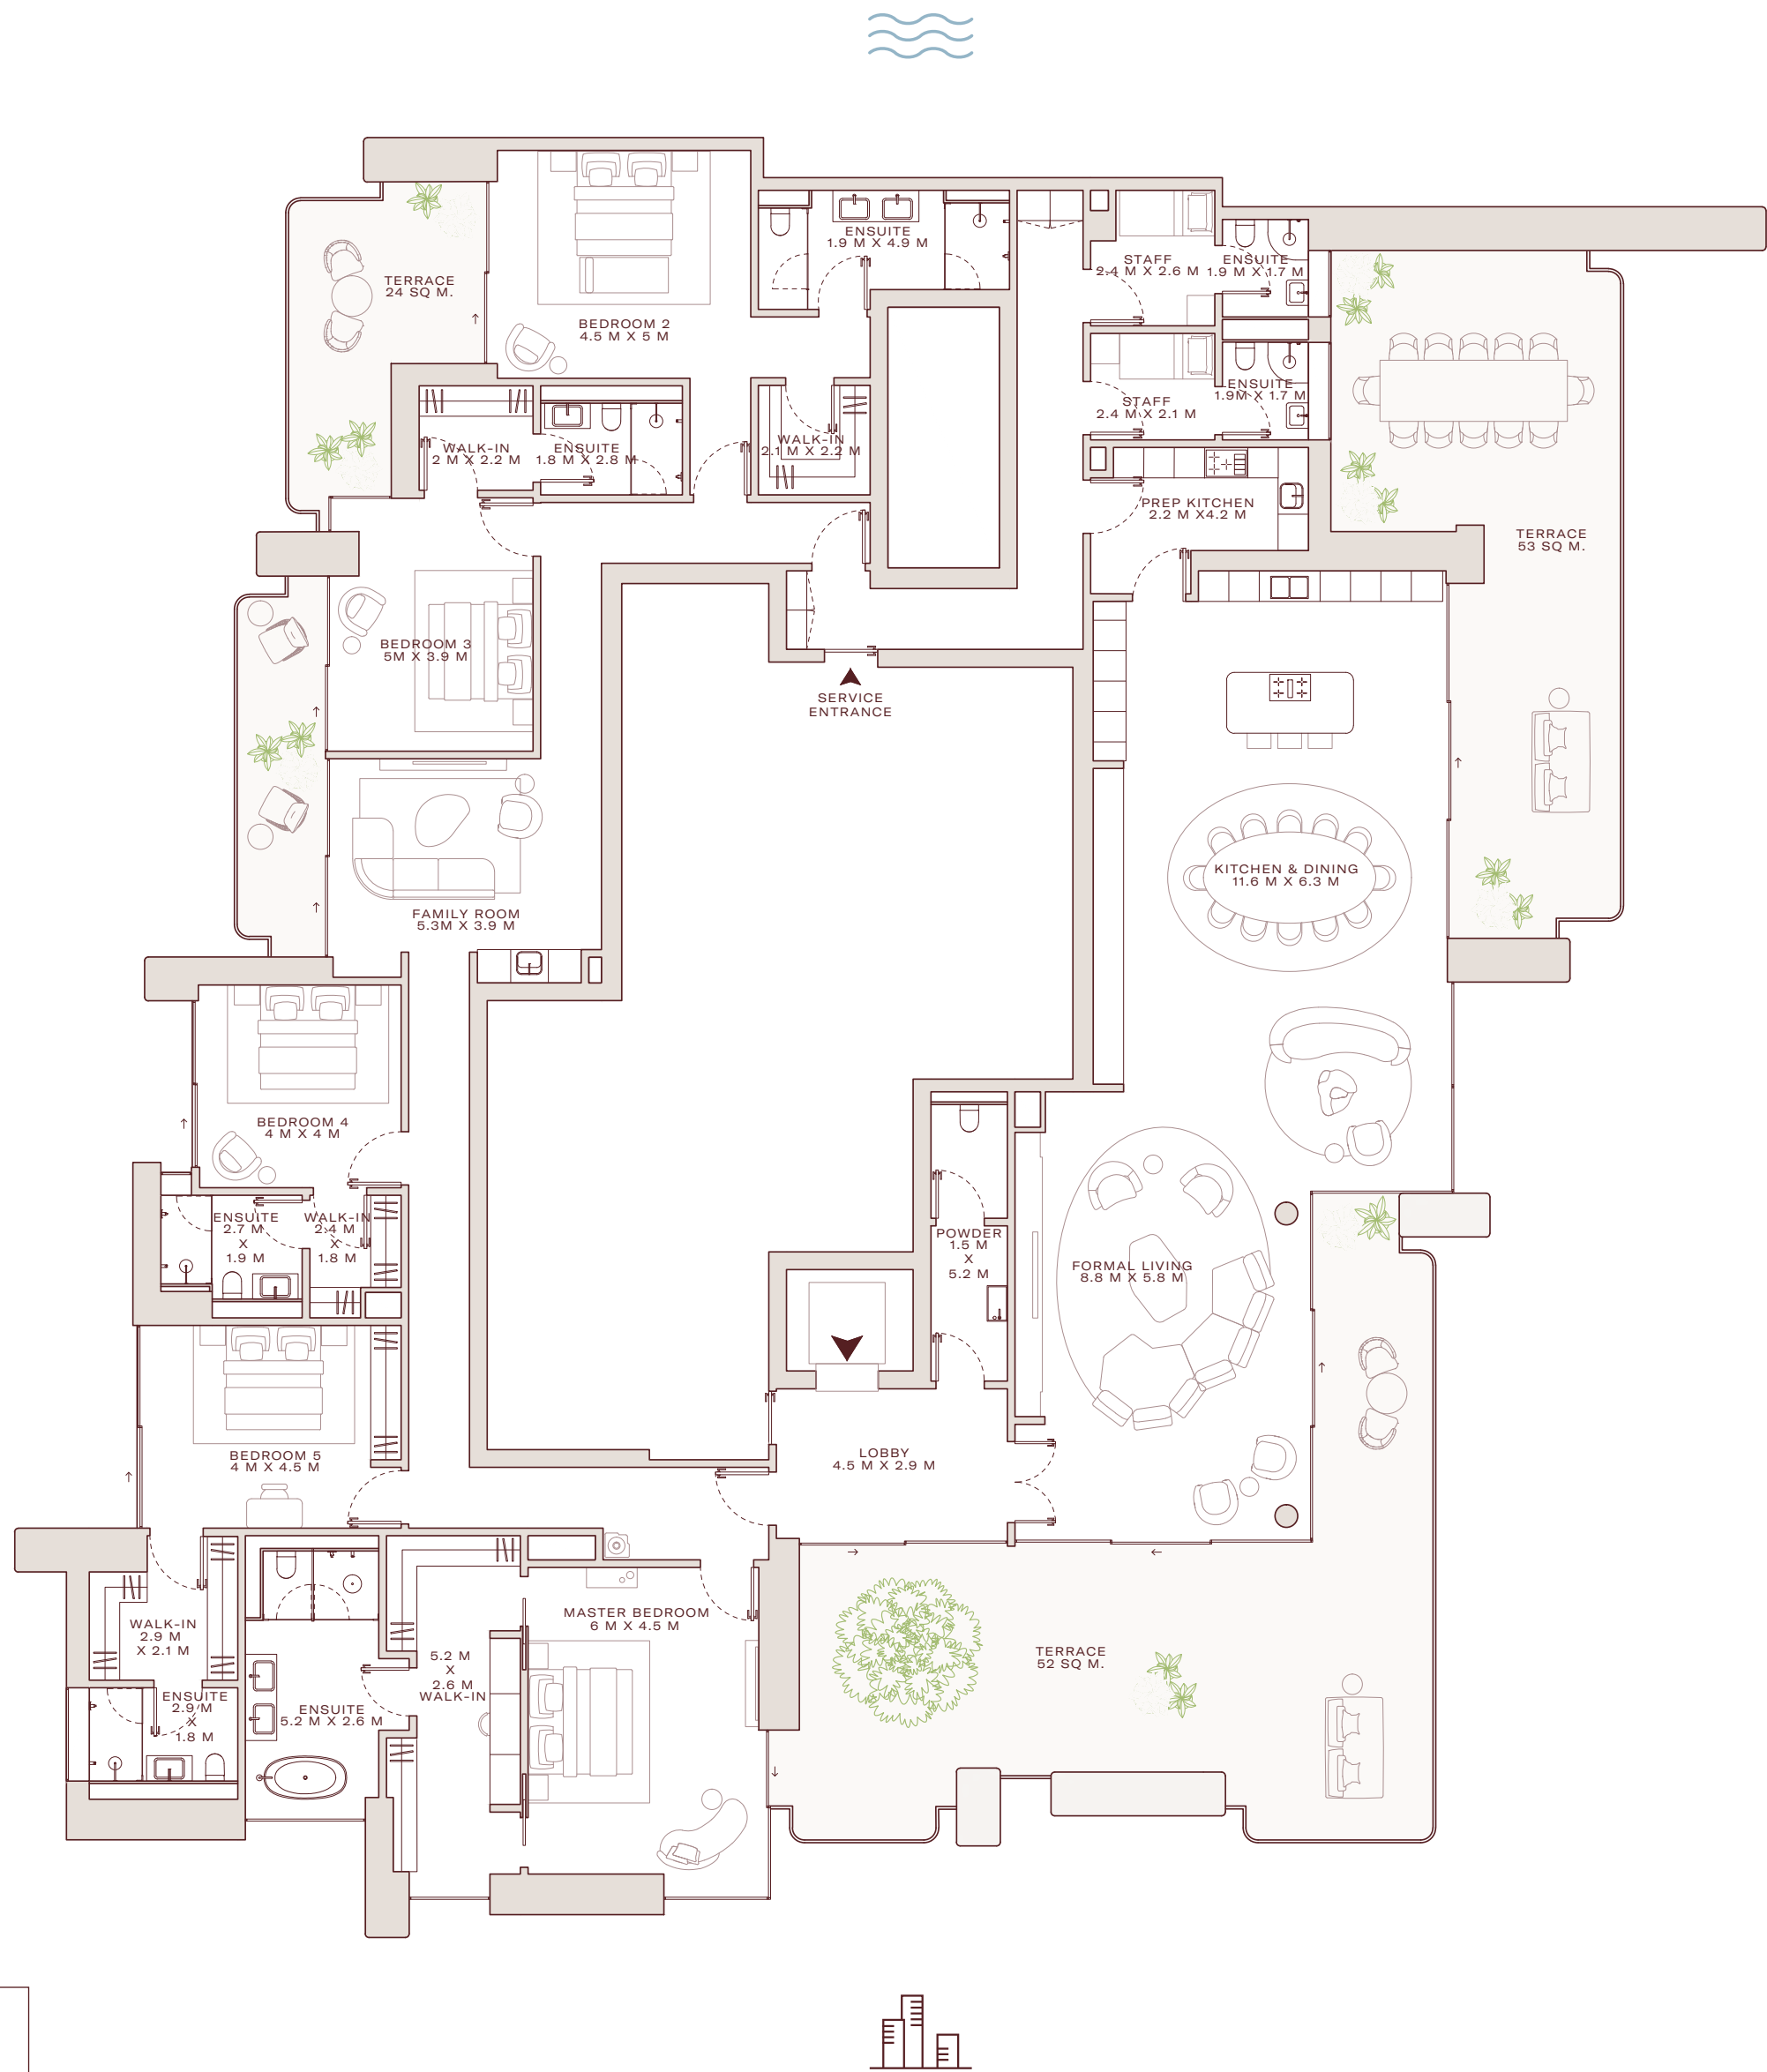 ENSUITE
1.9 M X 4.9 M
TERRACE
24 SQ M.
BEDROOM 2
4.5 M X 5 M
STAFF
2.4 M X 2.6 M
ENSUITE
1.9 M X 1.7 M
STAFF
2.4 M X 2.1 M
ENSUITE
1.9M X 1.7 M
WALK-IN
2 M X 2.2 M
ENSUITE
1.8 M X 2.8 M
WALK-IN
2.1 M X 2.2 M
PREP KITCHEN
2.2 M X4.2 M
TERRACE
53 SQ M.
BEDROOM 3
5M X 3.9 M
SERVICE
ENTRANCE
KITCHEN & DINING
11.6 M X 6.3 M
FAMILY ROOM
5.3M X 3.9 M
BEDROOM 4
4 M X 4 M
ENSUITE
2.7 M
X
1.9 M
WALK-IN
2.4 M
X
1.8 M
POWDER
1.5 M
X
5.2 M
FORMAL LIVING
8.8 M X 5.8 M
BEDROOM 5
4 M X 4.5 M
LOBBY
4.5 M X 2.9 M
MASTER BEDROOM
6 M X 4.5 M
WALK-IN
2.9 M
X 2.1 M
5.2 M
X
2.6 M
WALK-IN
TERRACE
52 SQ M.
ENSUITE
2.9 M
X
1.8 M
ENSUITE
5.2 M X 2.6 M